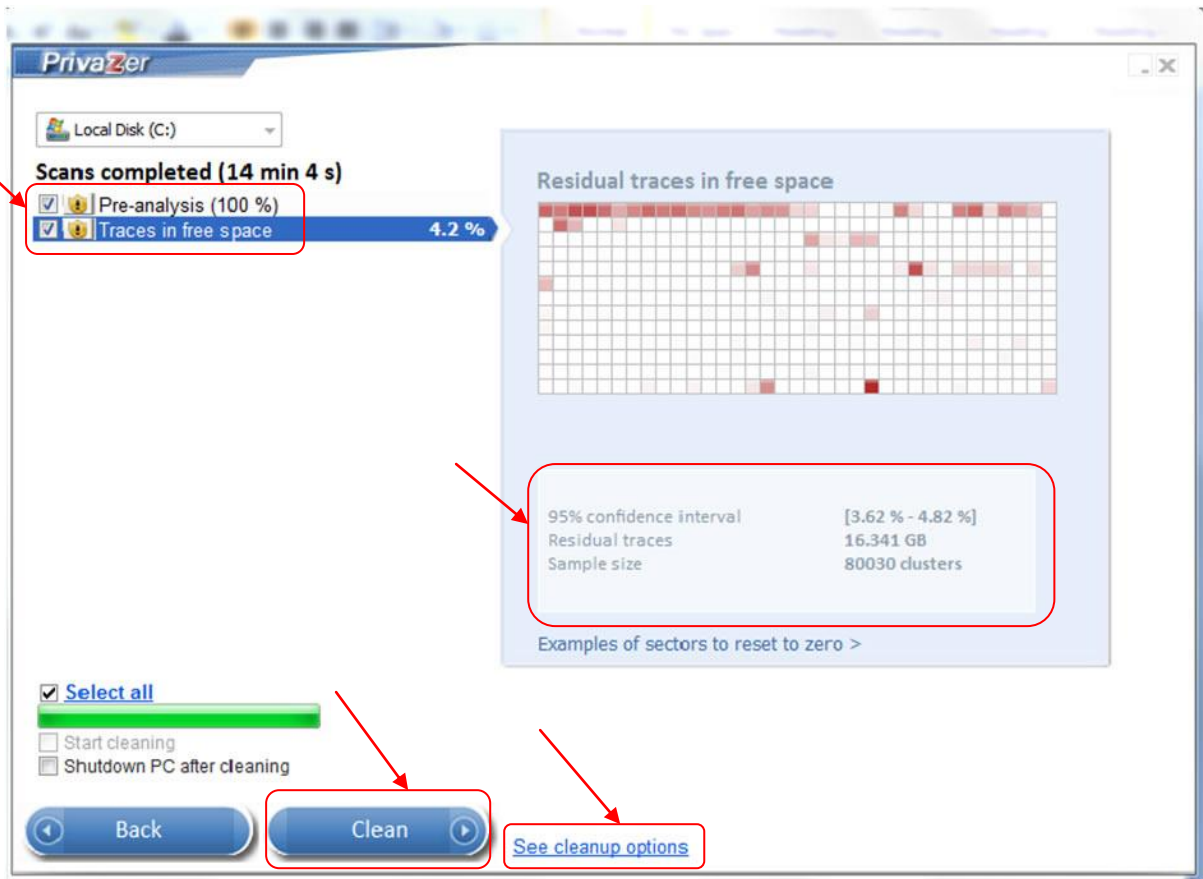 PrivaZer
Local Disk (C:)
Scans completed (14 min 4 s)
Pre-analysis (100 %)
Traces in free space 4.2 %
Residual traces in free space
95% confidence interval [3.62 % - 4.82 %]
Residual traces 16.341 GB
Sample size 80030 clusters
Examples of sectors to reset to zero >
Select all
Start cleaning
Shutdown PC after cleaning
Back
Clean
See cleanup options